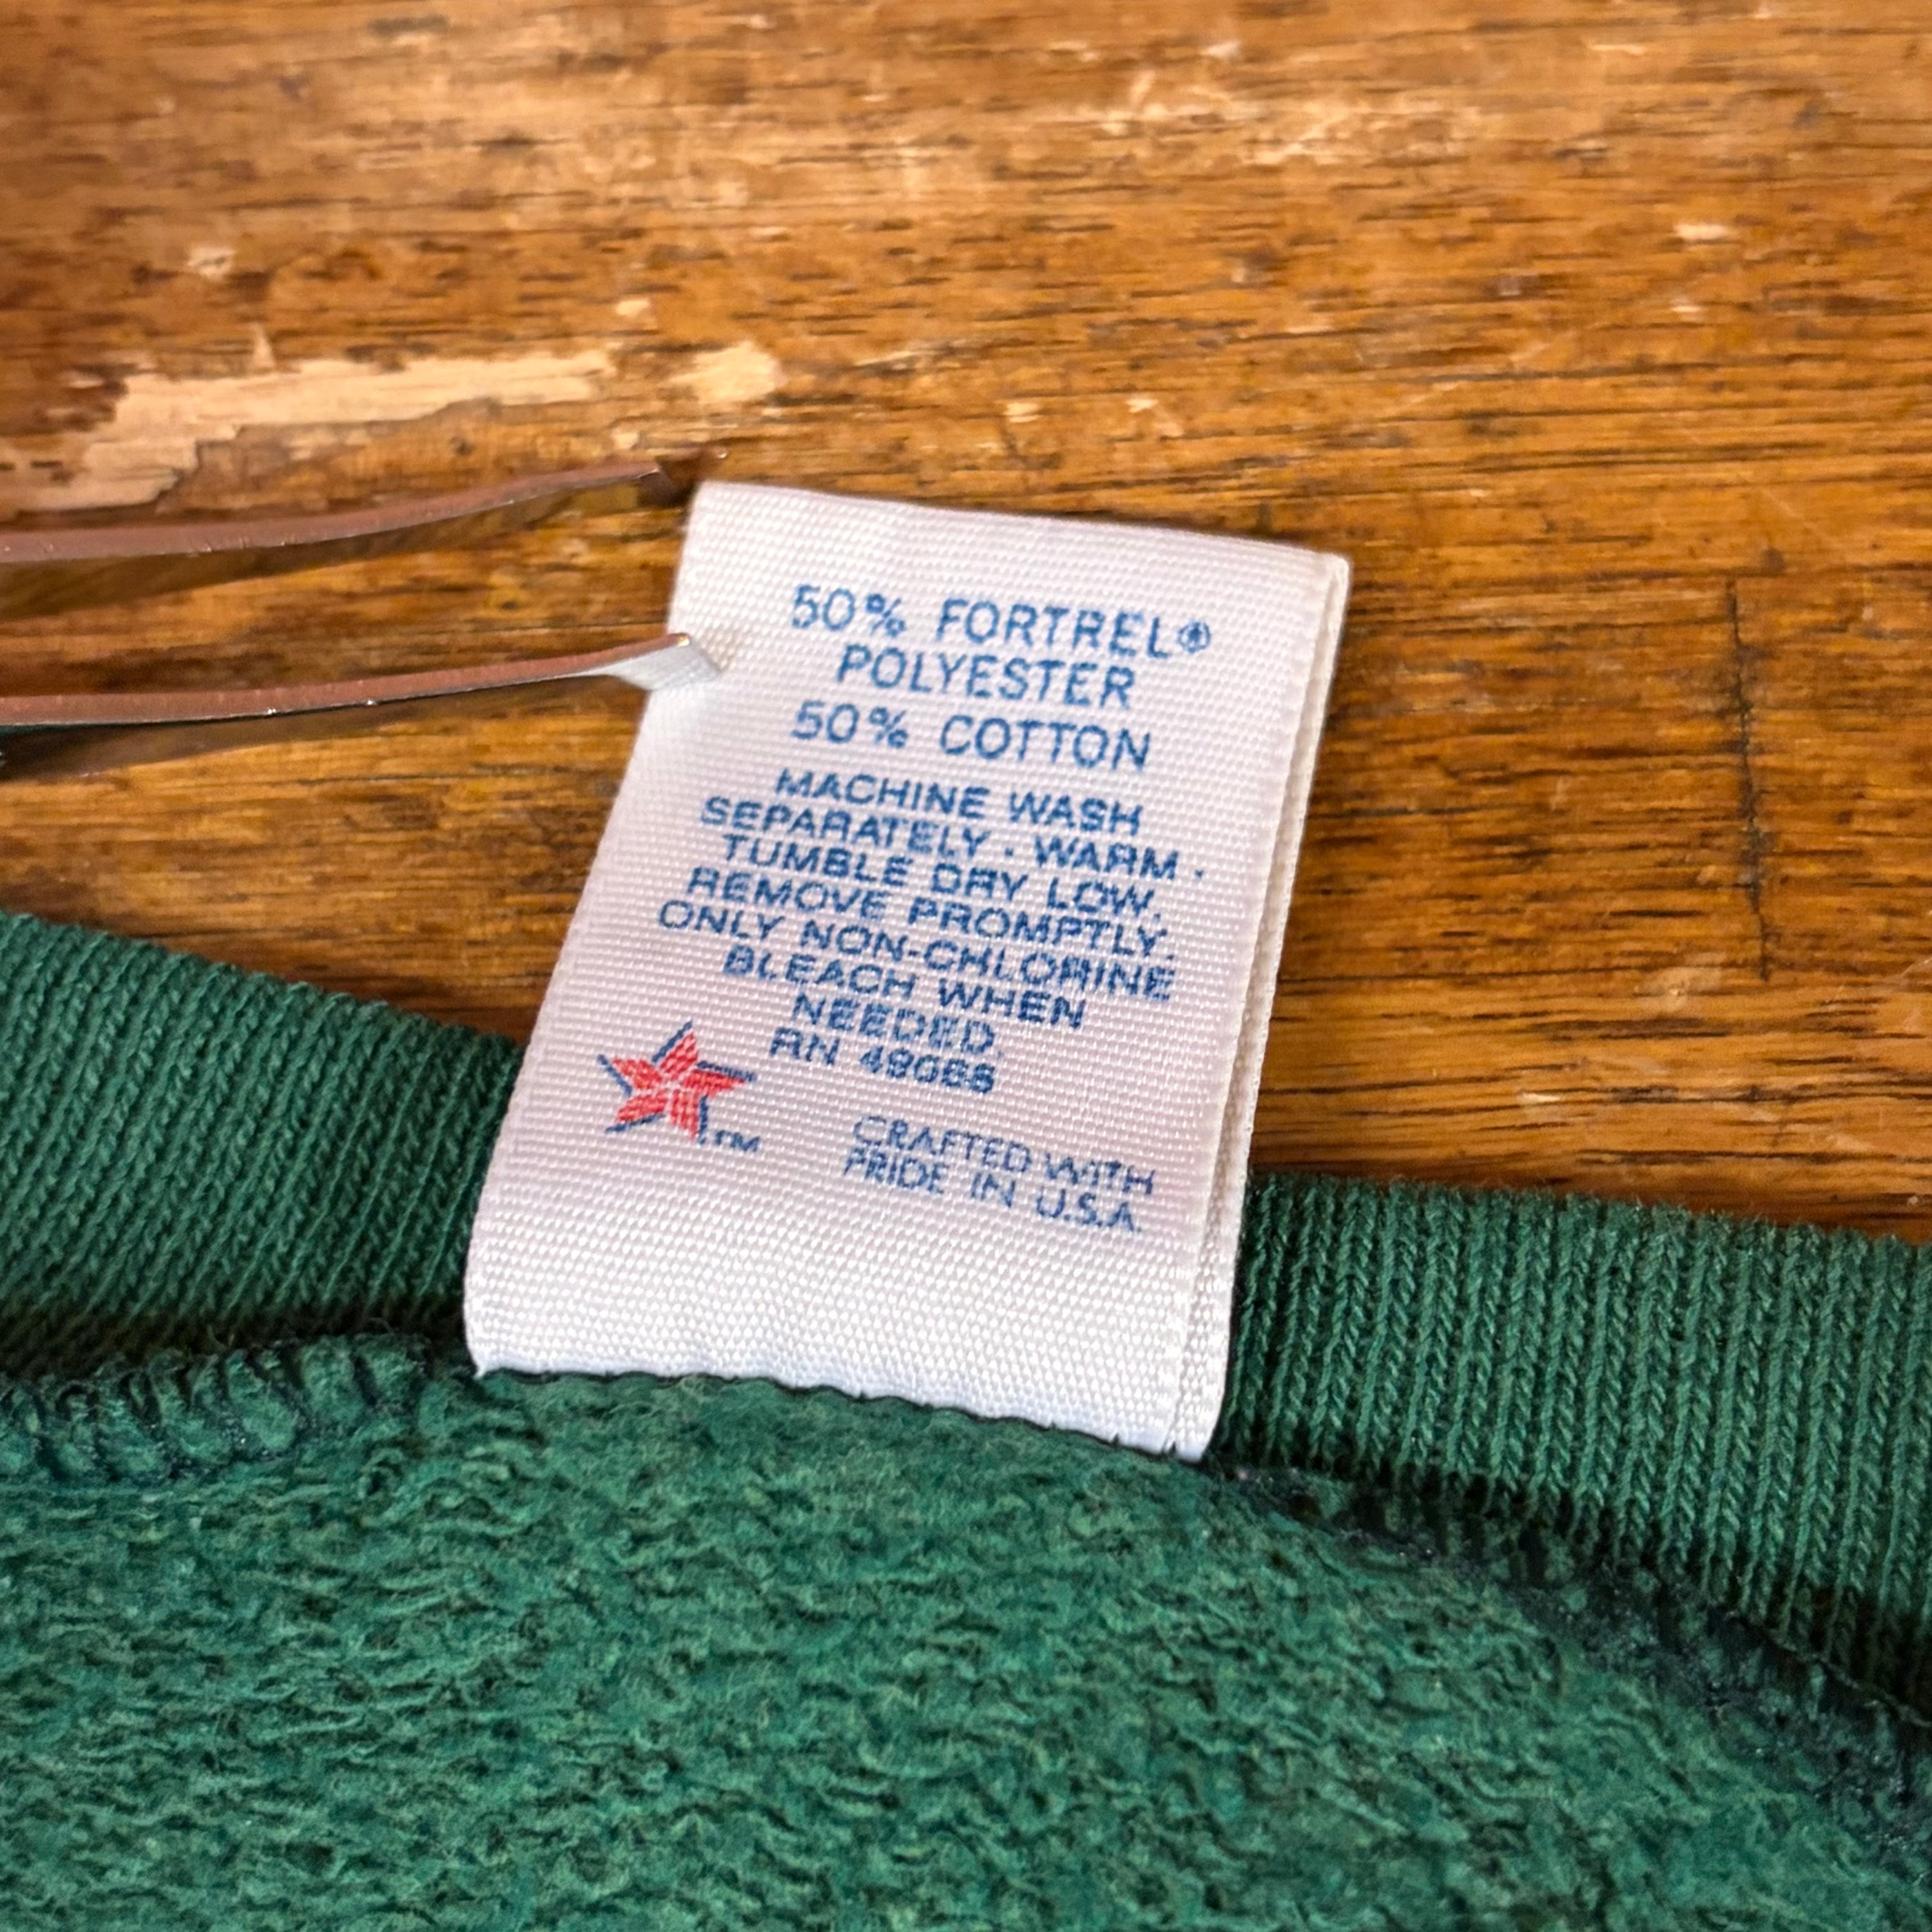 50% FORTREL®
POLYESTER
50% COTTON
MACHINE WASH
SEPARATELY . WARM .
TUMBLE DRY LOW.
REMOVE PROMPTLY.
ONLY NON-CHLORINE
BLEACH WHEN
NEEDED.
RN
TM
CRAFTED WITH
PRIDE IN U.S.A.